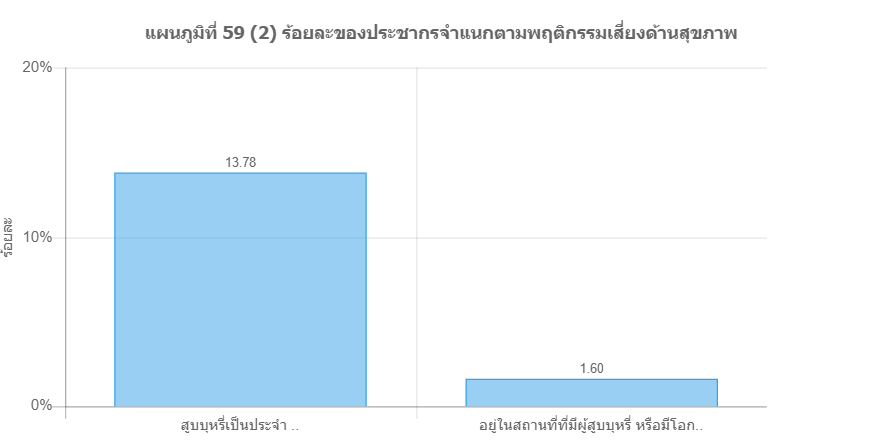 แผนภูมิที่ 59 (2) ร้อยละของประชากรจำแนกตามพฤติกรรมเสี่ยงด้านสุขภาพ
20%
13.78
ร้อยละ
10%
1.60
0%
สูบบุหรี่เป็นประจำ ..
อยู่ในสถานที่ที่มีผู้สูบบุหรี่ หรือมีโอก..